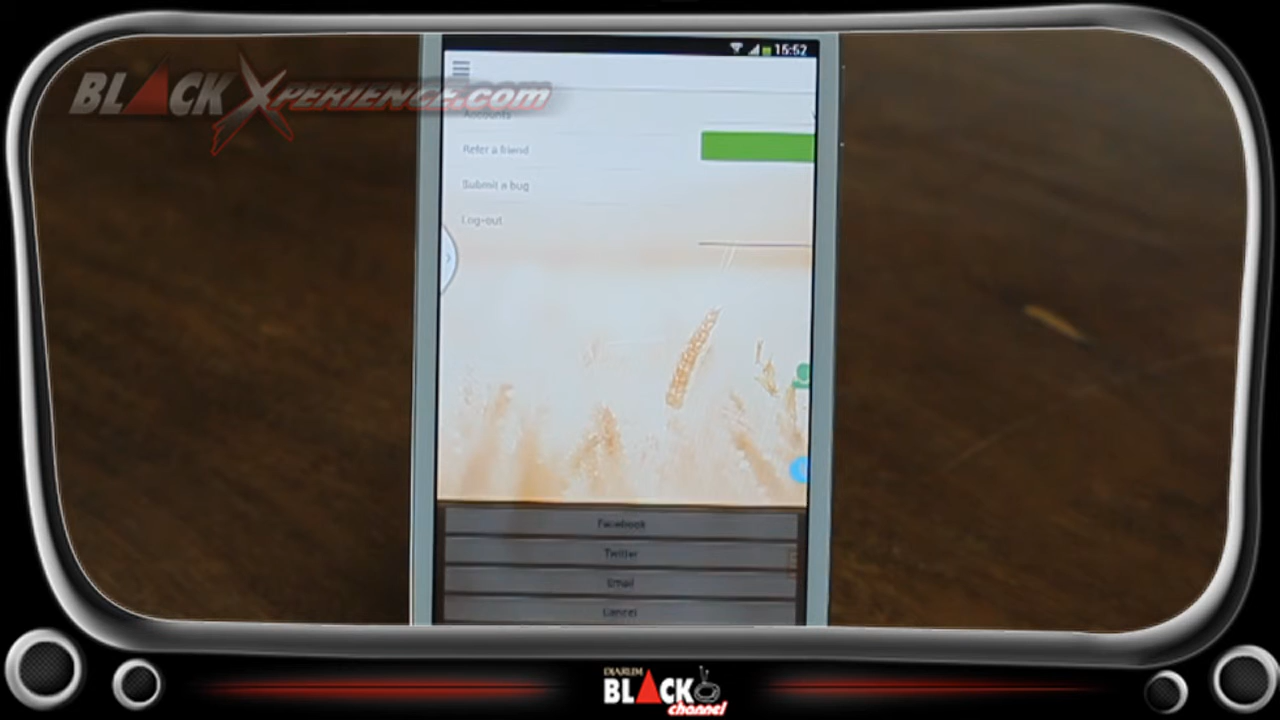 15:52
BLACKXPERIENCE.COM
Accounts
Refer a friend
Submit a bug
Log-out
Facebook
Twitter
Email
Cancel
DJARUM
BLACK
channel